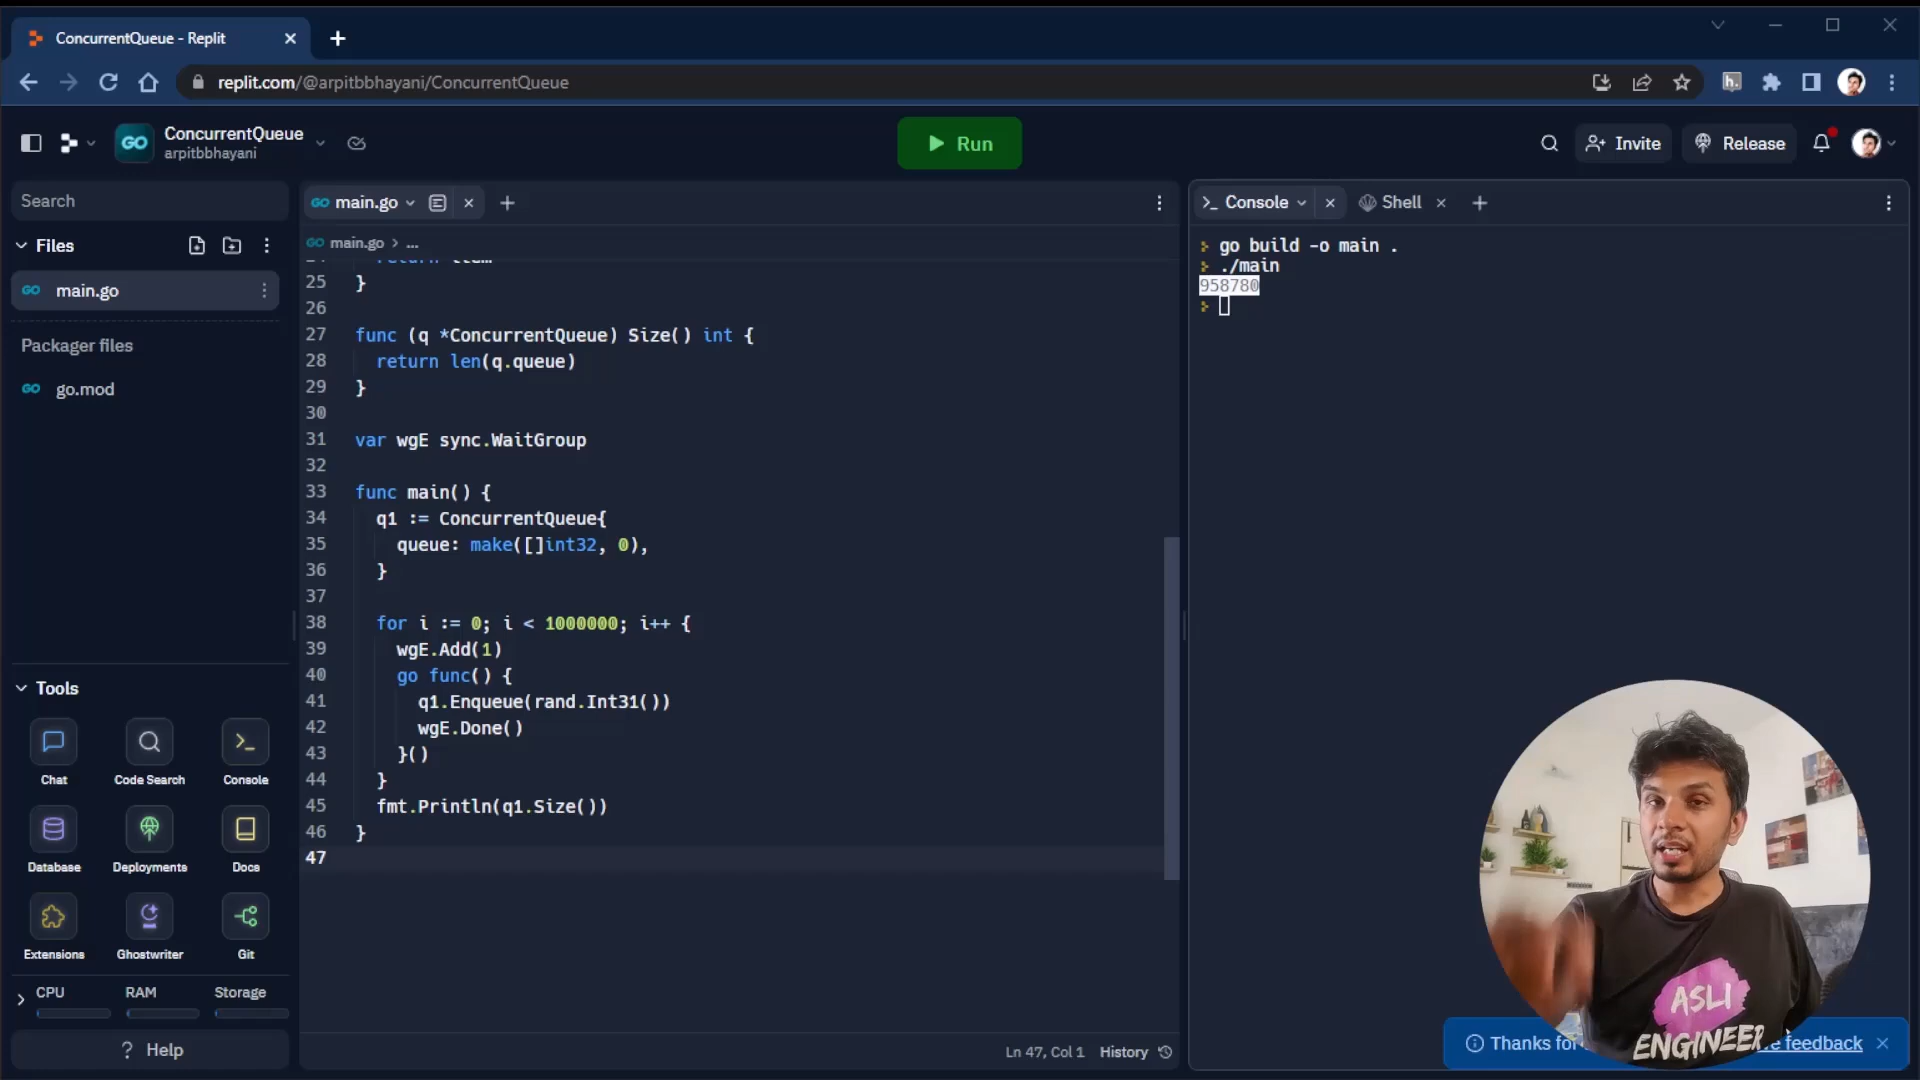 ConcurrentQueue - Replit
replit.com/@arpitbbhayani/ConcurrentQueue
h.
GO
ConcurrentQueue
arpitbbhayani
Run
Invite
Release
Search
Files
GO main.go
Packager files
GO go.mod
Tools
Chat
Code Search
Console
Database
Deployments
Docs
Extensions
Ghostwriter
Git
CPU
RAM
Storage
? Help
GO main.go
GO main.go > ...
25 }
26
27 func (q *ConcurrentQueue) Size() int {
28 return len(q.queue)
29 }
30
31 var wgE sync.WaitGroup
32
33 func main() {
34 q1 := ConcurrentQueue{
35 queue: make([]int32, 0),
36 }
37
38 for i := 0; i < 1000000; i++ {
39 wgE.Add(1)
40 go func() {
41 q1.Enqueue(rand.Int31())
42 wgE.Done()
43 }()
44 }
45 fmt.Println(q1.Size())
46 }
47
Ln 47, Col 1 History
>_ Console
Shell
go build -o main .
./main
958780
ASLI
ENGINEER
Thanks for
feedback